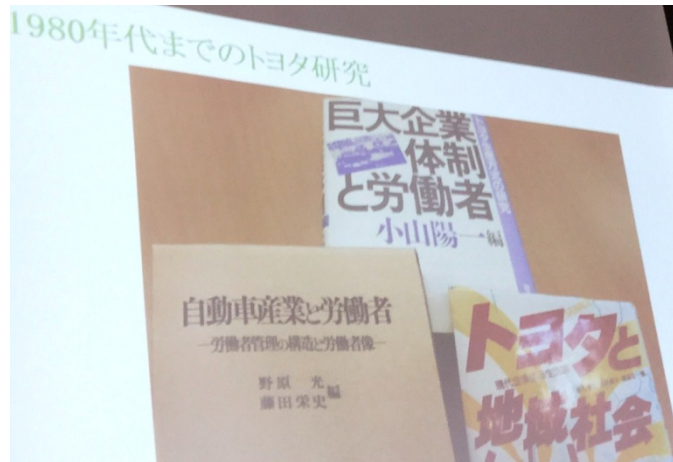 1980年代までのトヨタ研究
巨大企業
体制
と労働者
小山陽一編
自動車産業と労働者
―労働者管理の構造と労働者像―
野原 光
藤田栄史
編
トヨタと
地域社会